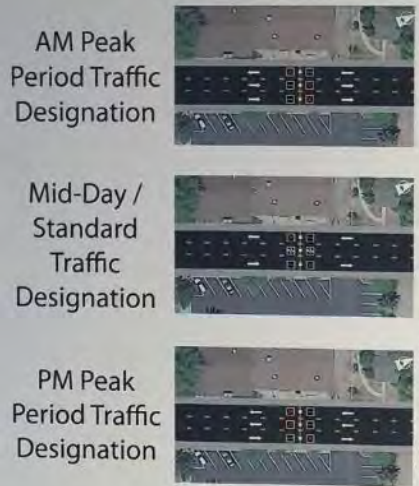 AM Peak
Period Traffic
Designation
Mid-Day /
Standard
Traffic
Designation
PM Peak
Period Traffic
Designation